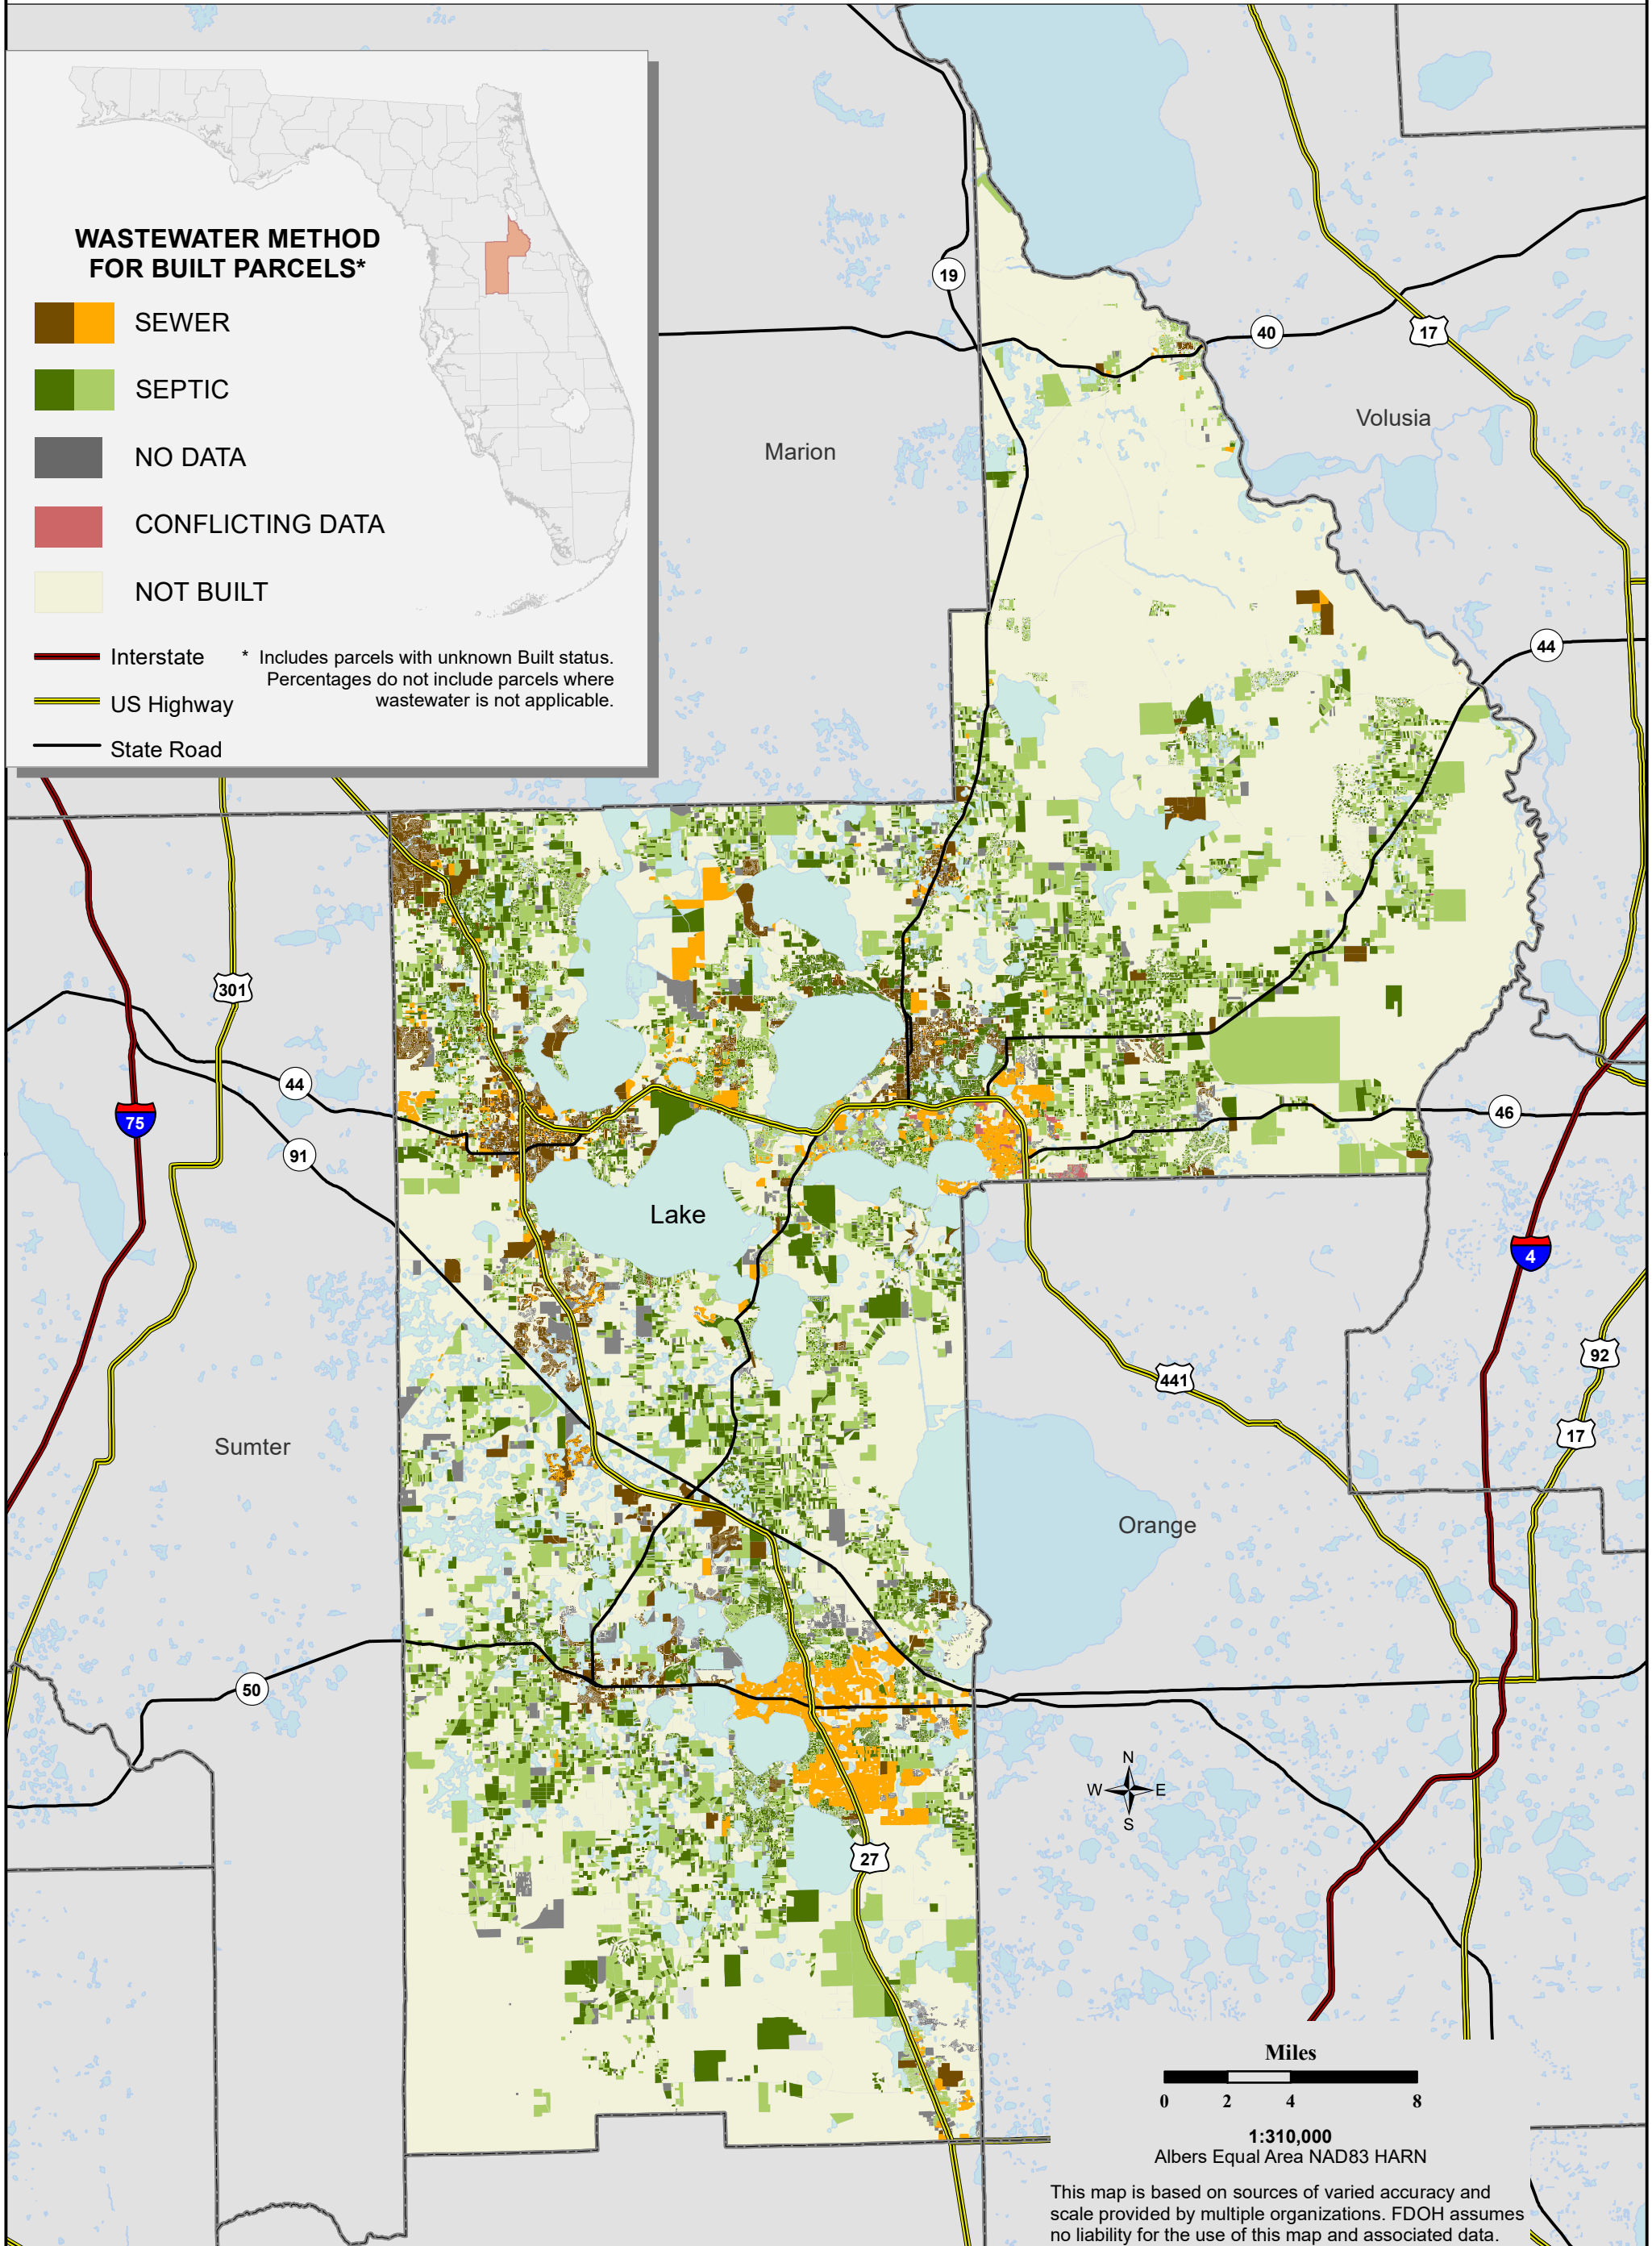 WASTEWATER METHOD
FOR BUILT PARCELS*
SEWER
SEPTIC
NO DATA
CONFLICTING DATA
NOT BUILT
Interstate
US Highway
State Road
* Includes parcels with unknown Built status.
Percentages do not include parcels where
wastewater is not applicable.
19
40
17
Marion
Volusia
44
301
44
75
91
46
Lake
4
92
441
17
Sumter
Orange
50
N
W E
S
27
Miles
0 2 4 8
1:310,000
Albers Equal Area NAD83 HARN
This map is based on sources of varied accuracy and
scale provided by multiple organizations. FDOH assumes
no liability for the use of this map and associated data.